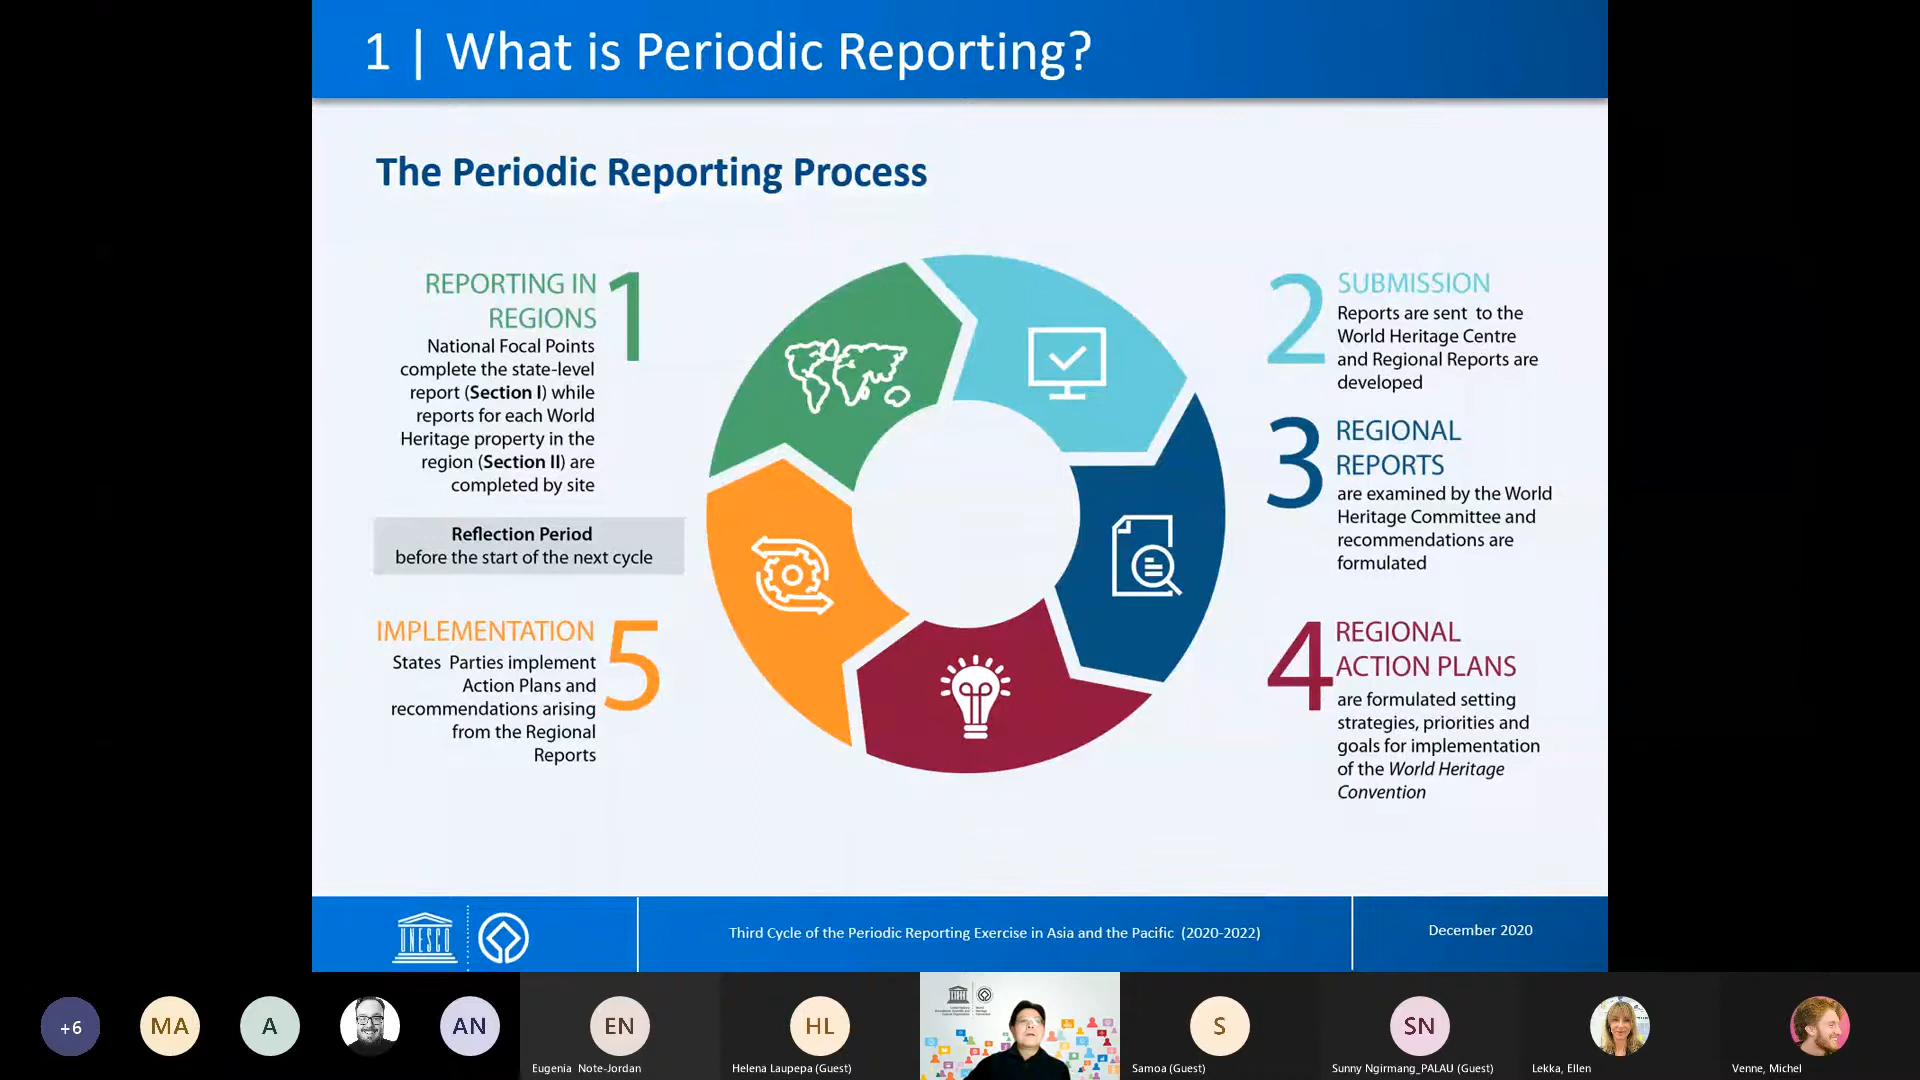 1 | What is Periodic Reporting?
The Periodic Reporting Process
REPORTING IN
REGIONS
1
National Focal Points
complete the state-level
report (Section I) while
reports for each World
Heritage property in the
region (Section II) are
completed by site
Reflection Period
before the start of the next cycle
IMPLEMENTATION
5
States Parties implement
Action Plans and
recommendations arising
from the Regional
Reports
2
SUBMISSION
Reports are sent to the
World Heritage Centre
and Regional Reports are
developed
3
REGIONAL
REPORTS
are examined by the World
Heritage Committee and
recommendations are
formulated
4
REGIONAL
ACTION PLANS
are formulated setting
strategies, priorities and
goals for implementation
of the World Heritage
Convention
UNESCO
Third Cycle of the Periodic Reporting Exercise in Asia and the Pacific (2020-2022)
December 2020
+6
MA
A
AN
EN
Eugenia Note-Jordan
HL
Helena Laupepa (Guest)
S
Samoa (Guest)
SN
Sunny Ngirmang_PALAU (Guest)
Lekka, Ellen
Venne, Michel